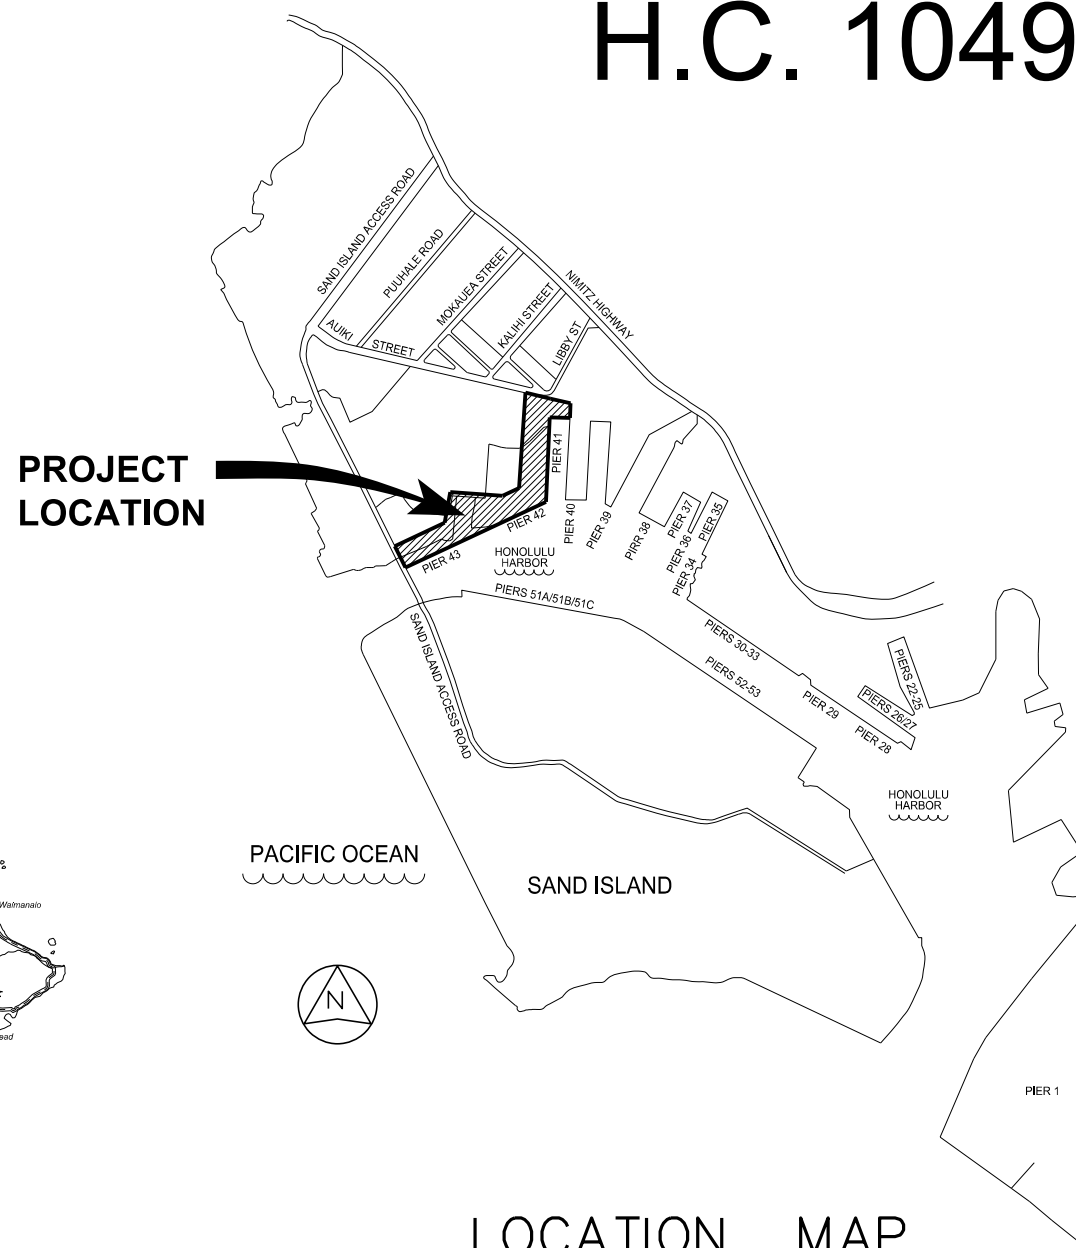 H.C. 1049
SAND ISLAND ACCESS ROAD
PUUHALE ROAD
MOKAUEA STREET
KALIHI STREET
LIBBY ST
NIMITZ HIGHWAY
AUIKI STREET
PROJECT
LOCATION
PIER 43
PIER 42
PIER 41
PIER 40
PIER 39
PIRR 38
PIER 37
PIER 36
PIER 35
PIER 34
HONOLULU
HARBOR
PIERS 51A/51B/51C
PIERS 30-33
PIERS 52-53
PIER 29
PIER 28
PIERS 26/27
PIERS 22-25
SAND ISLAND ACCESS ROAD
HONOLULU
HARBOR
PACIFIC OCEAN
SAND ISLAND
Waimanalo
N
ead
PIER 1
LOCATION MAP